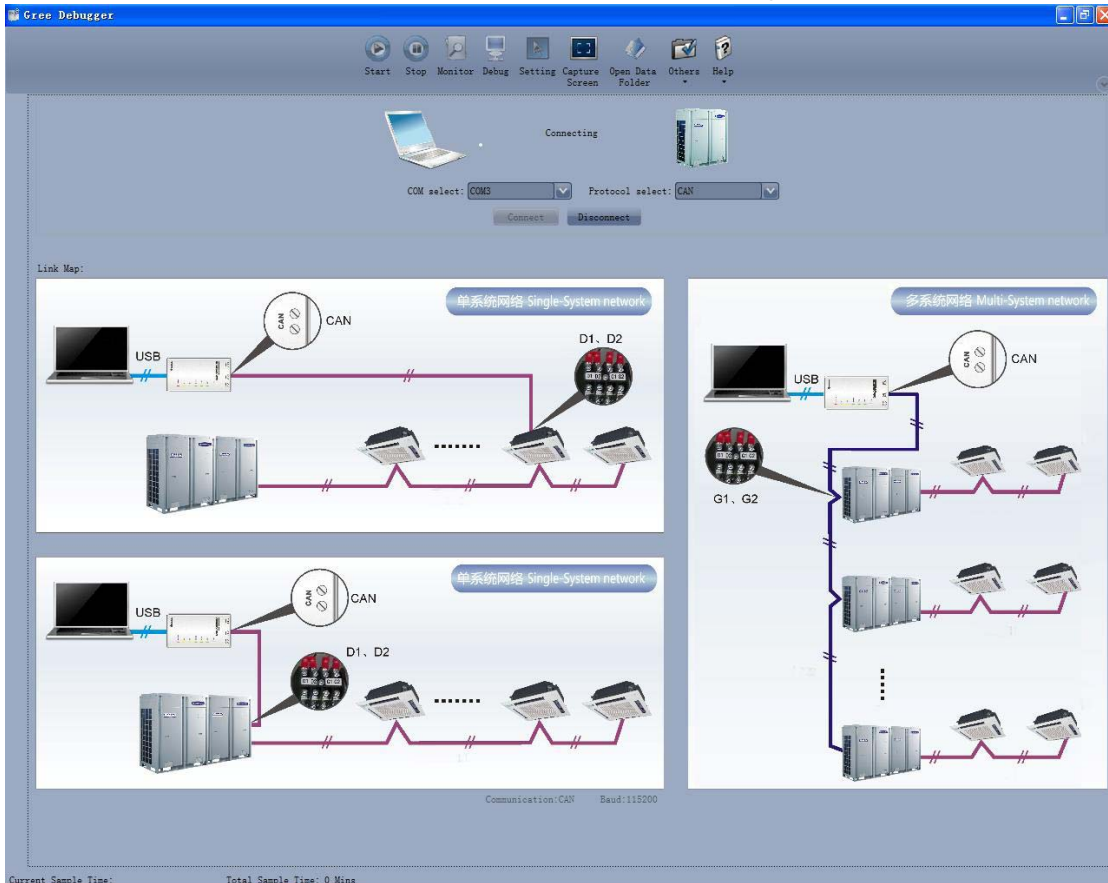 Gree Debugger
Start Stop Monitor Debug Setting Capture Screen Open Data Folder Others Help
Connecting
COM select: COM3 Protocol select: CAN
Connect Disconnect
Link Map:
单系统网络 Single-System network
CAN
CAN
USB
D1、D2
多系统网络 Multi-System network
CAN
CAN
USB
G1、G2
单系统网络 Single-System network
CAN
CAN
USB
D1、D2
Communication:CAN Baud:115200
Current Sample Time: Total Sample Time: 0 Mins